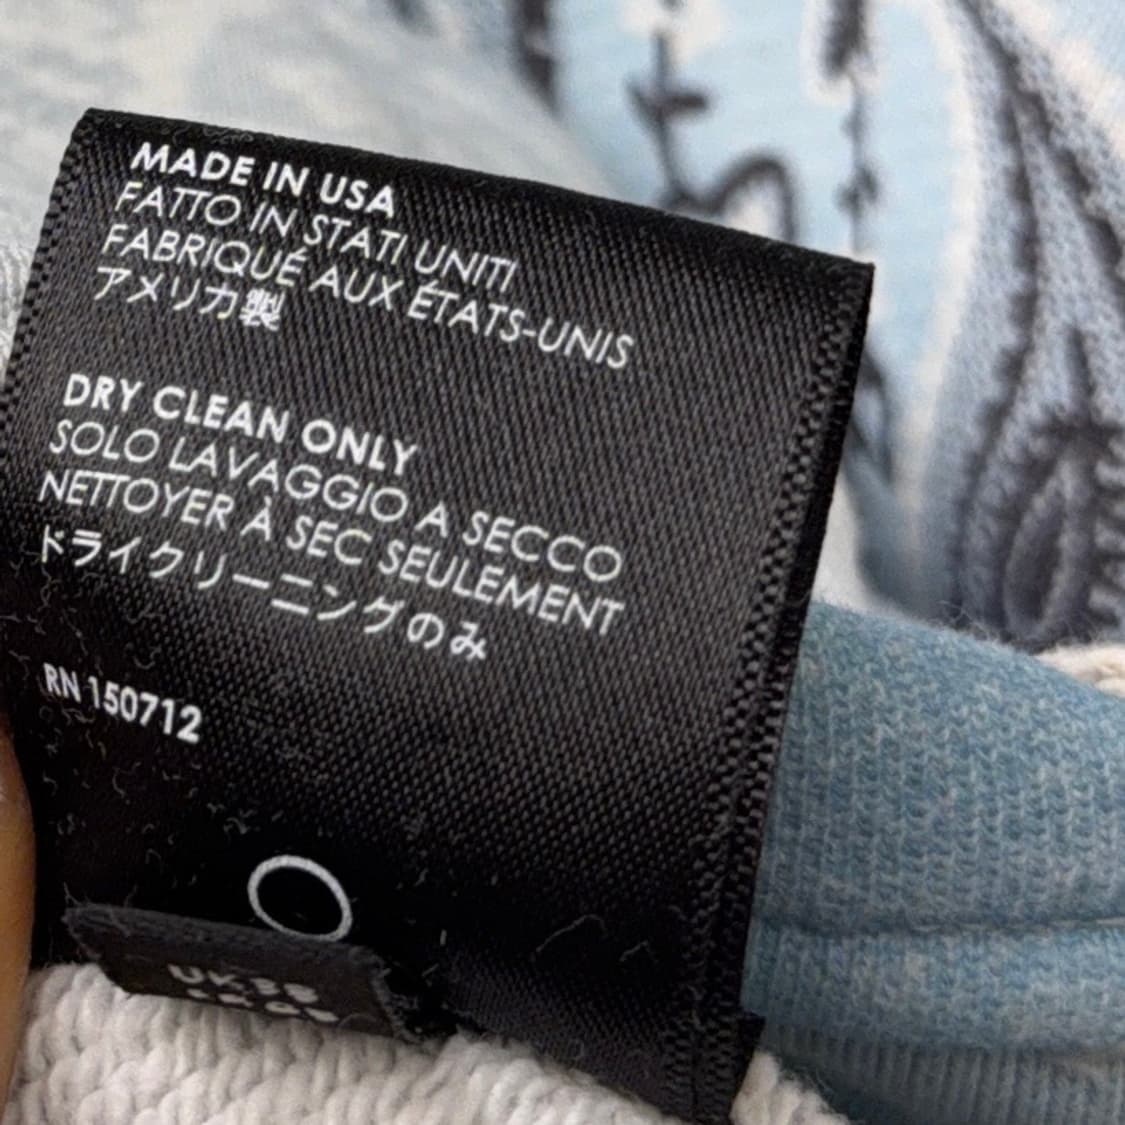 MADE IN USA
FATTO IN STATI UNITI
FABRIQUÉ AUX ÉTATS-UNIS
アメリカ製
DRY CLEAN ONLY
SOLO LAVAGGIO A SECCO
NETTOYER À SEC SEULEMENT
ドライクリーニングのみ
RN 150712